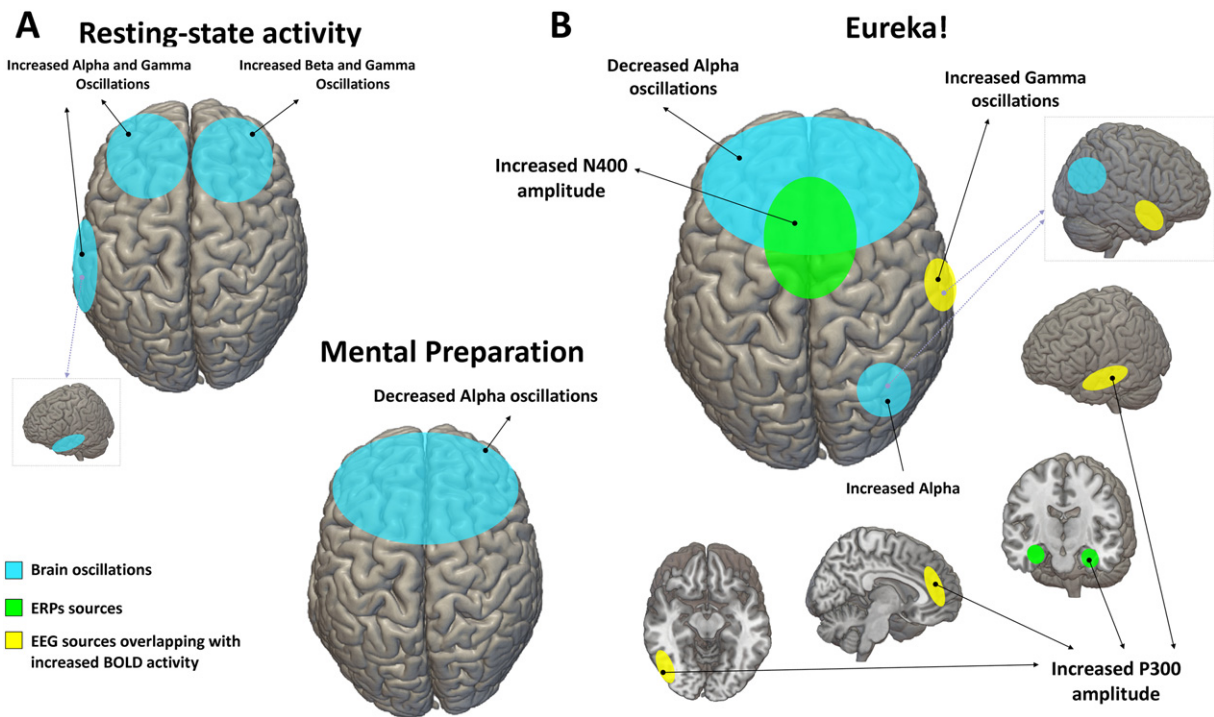 A
Resting-state activity
Increased Alpha and Gamma
Oscillations
Increased Beta and Gamma
Oscillations
Mental Preparation
Decreased Alpha oscillations
Brain oscillations
ERPs sources
EEG sources overlapping with
increased BOLD activity
B
Eureka!
Decreased Alpha
oscillations
Increased Gamma
oscillations
Increased N400
amplitude
Increased Alpha
Increased P300
amplitude